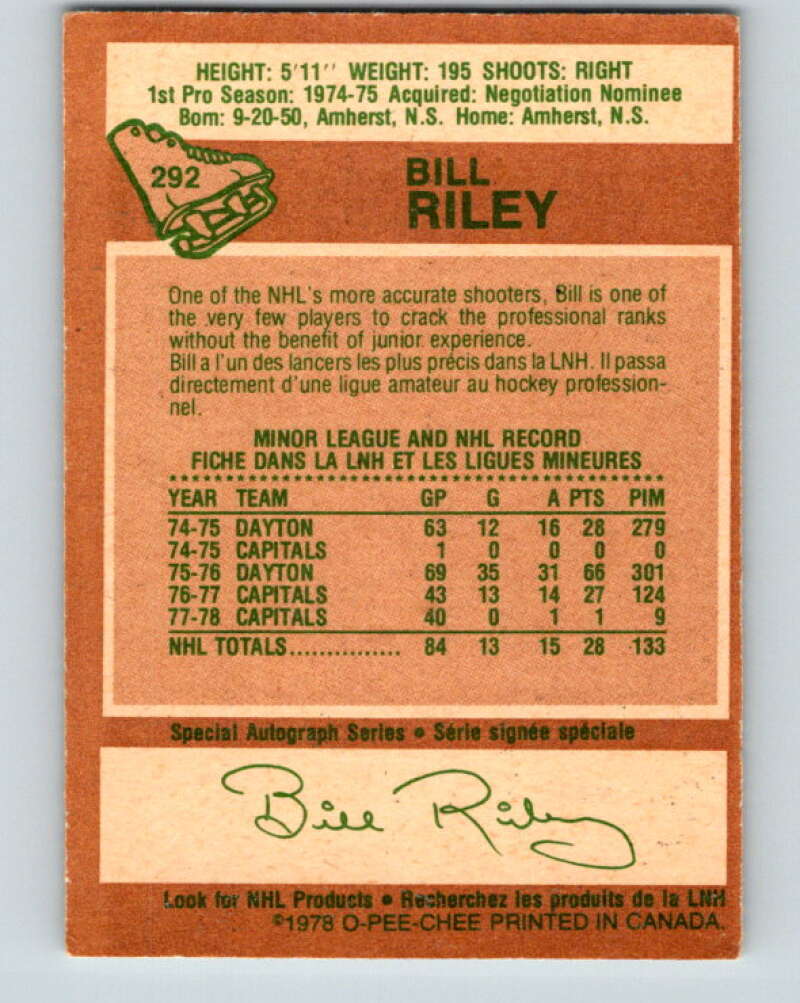 HEIGHT: 5'11" WEIGHT: 195 SHOOTS: RIGHT
1st Pro Season: 1974-75 Acquired: Negotiation Nominee
Born: 9-20-50, Amherst, N.S. Home: Amherst, N.S.
292
BILL
RILEY
One of the NHL's more accurate shooters, Bill is one of
the very few players to crack the professional ranks
without the benefit of junior experience.
Bill a l'un des lancers les plus précis dans la LNH. Il passa
directement d'une ligue amateur au hockey profession-
nel.
MINOR LEAGUE AND NHL RECORD
FICHE DANS LA LNH ET LES LIGUES MINEURES
YEAR TEAM GP G A PTS PIM
74-75 DAYTON 63 12 16 28 279
74-75 CAPITALS 1 0 0 0 0
75-76 DAYTON 69 35 31 66 301
76-77 CAPITALS 43 13 14 27 124
77-78 CAPITALS 40 0 1 1 9
NHL TOTALS............... 84 13 15 28 133
Special Autograph Series • Série signée spéciale
Bill Riley
Look for NHL Products • Recherchez les produits de la LNH
©1978 O-PEE-CHEE PRINTED IN CANADA.